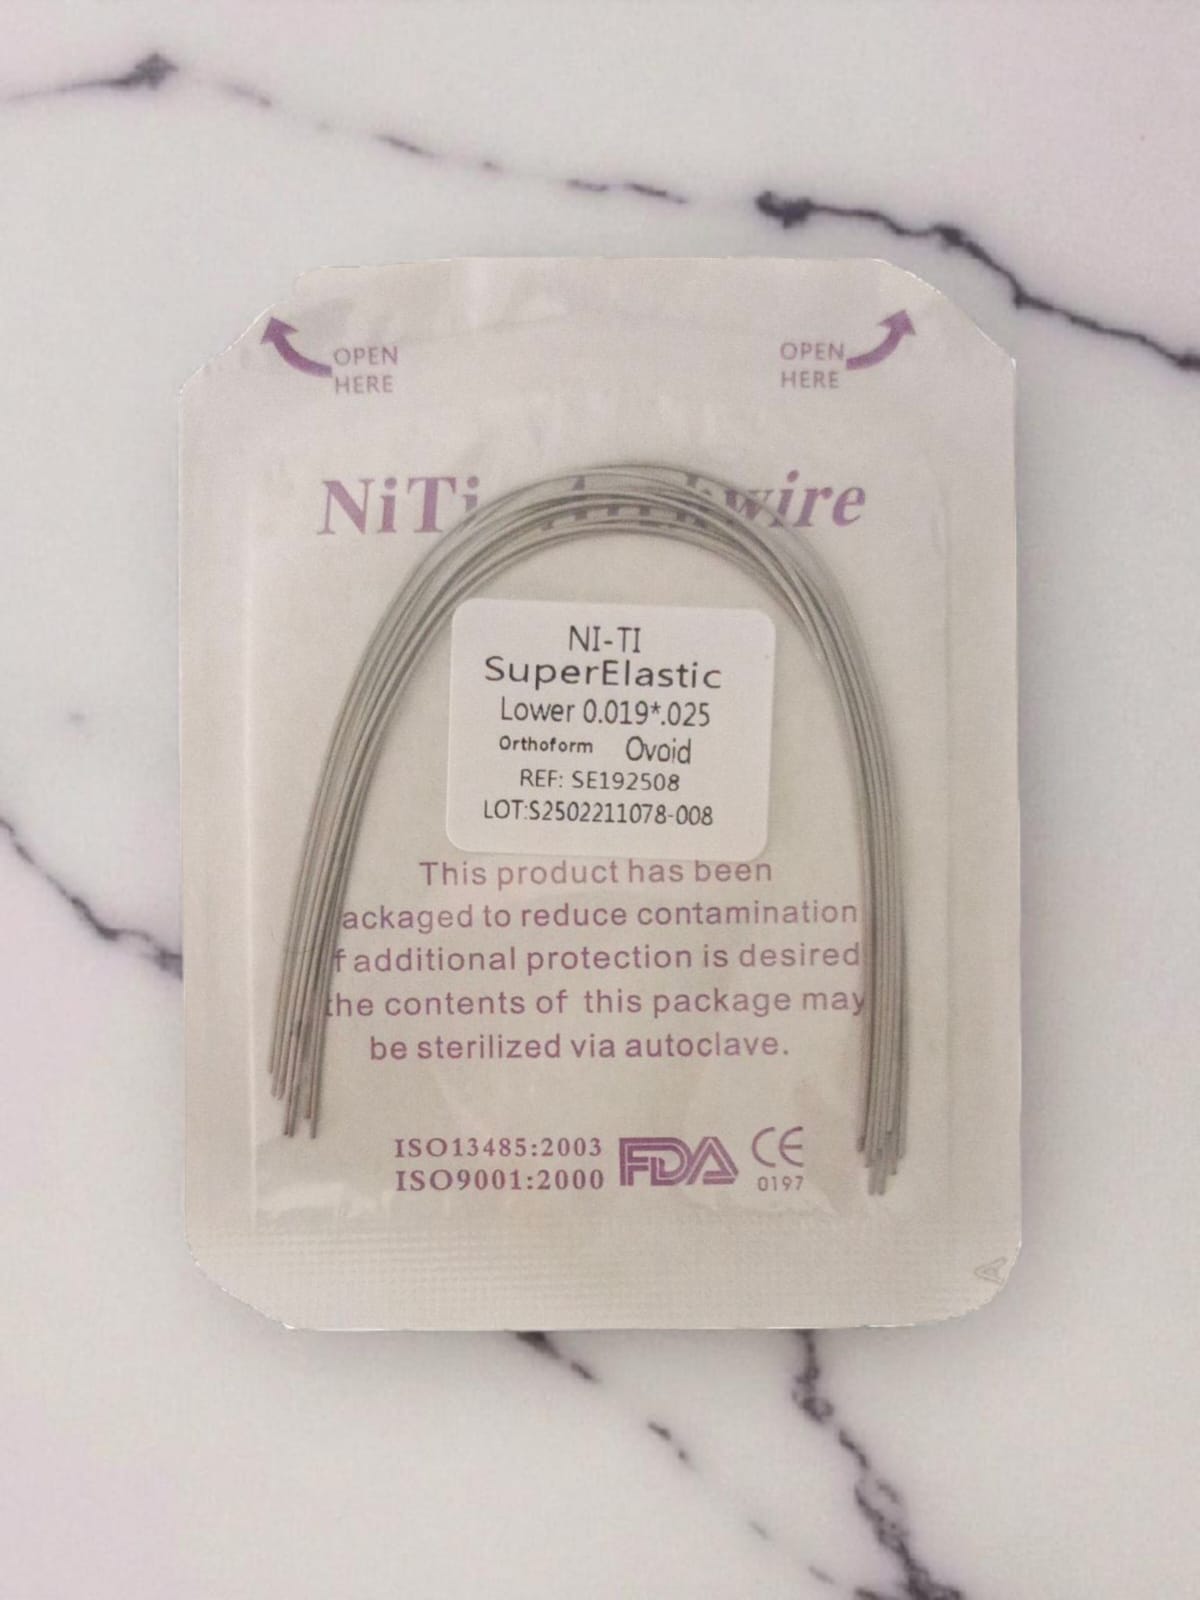 OPEN
HERE
OPEN
HERE
NiTi wire
NI-TI
SuperElastic
Lower 0.019*.025
Orthoform Ovoid
REF: SE192508
LOT:S2502211078-008
This product has been
ackaged to reduce contamination
f additional protection is desired
the contents of this package may
be sterilized via autoclave.
ISO13485:2003
ISO9001:2000
FDA
CE
0197